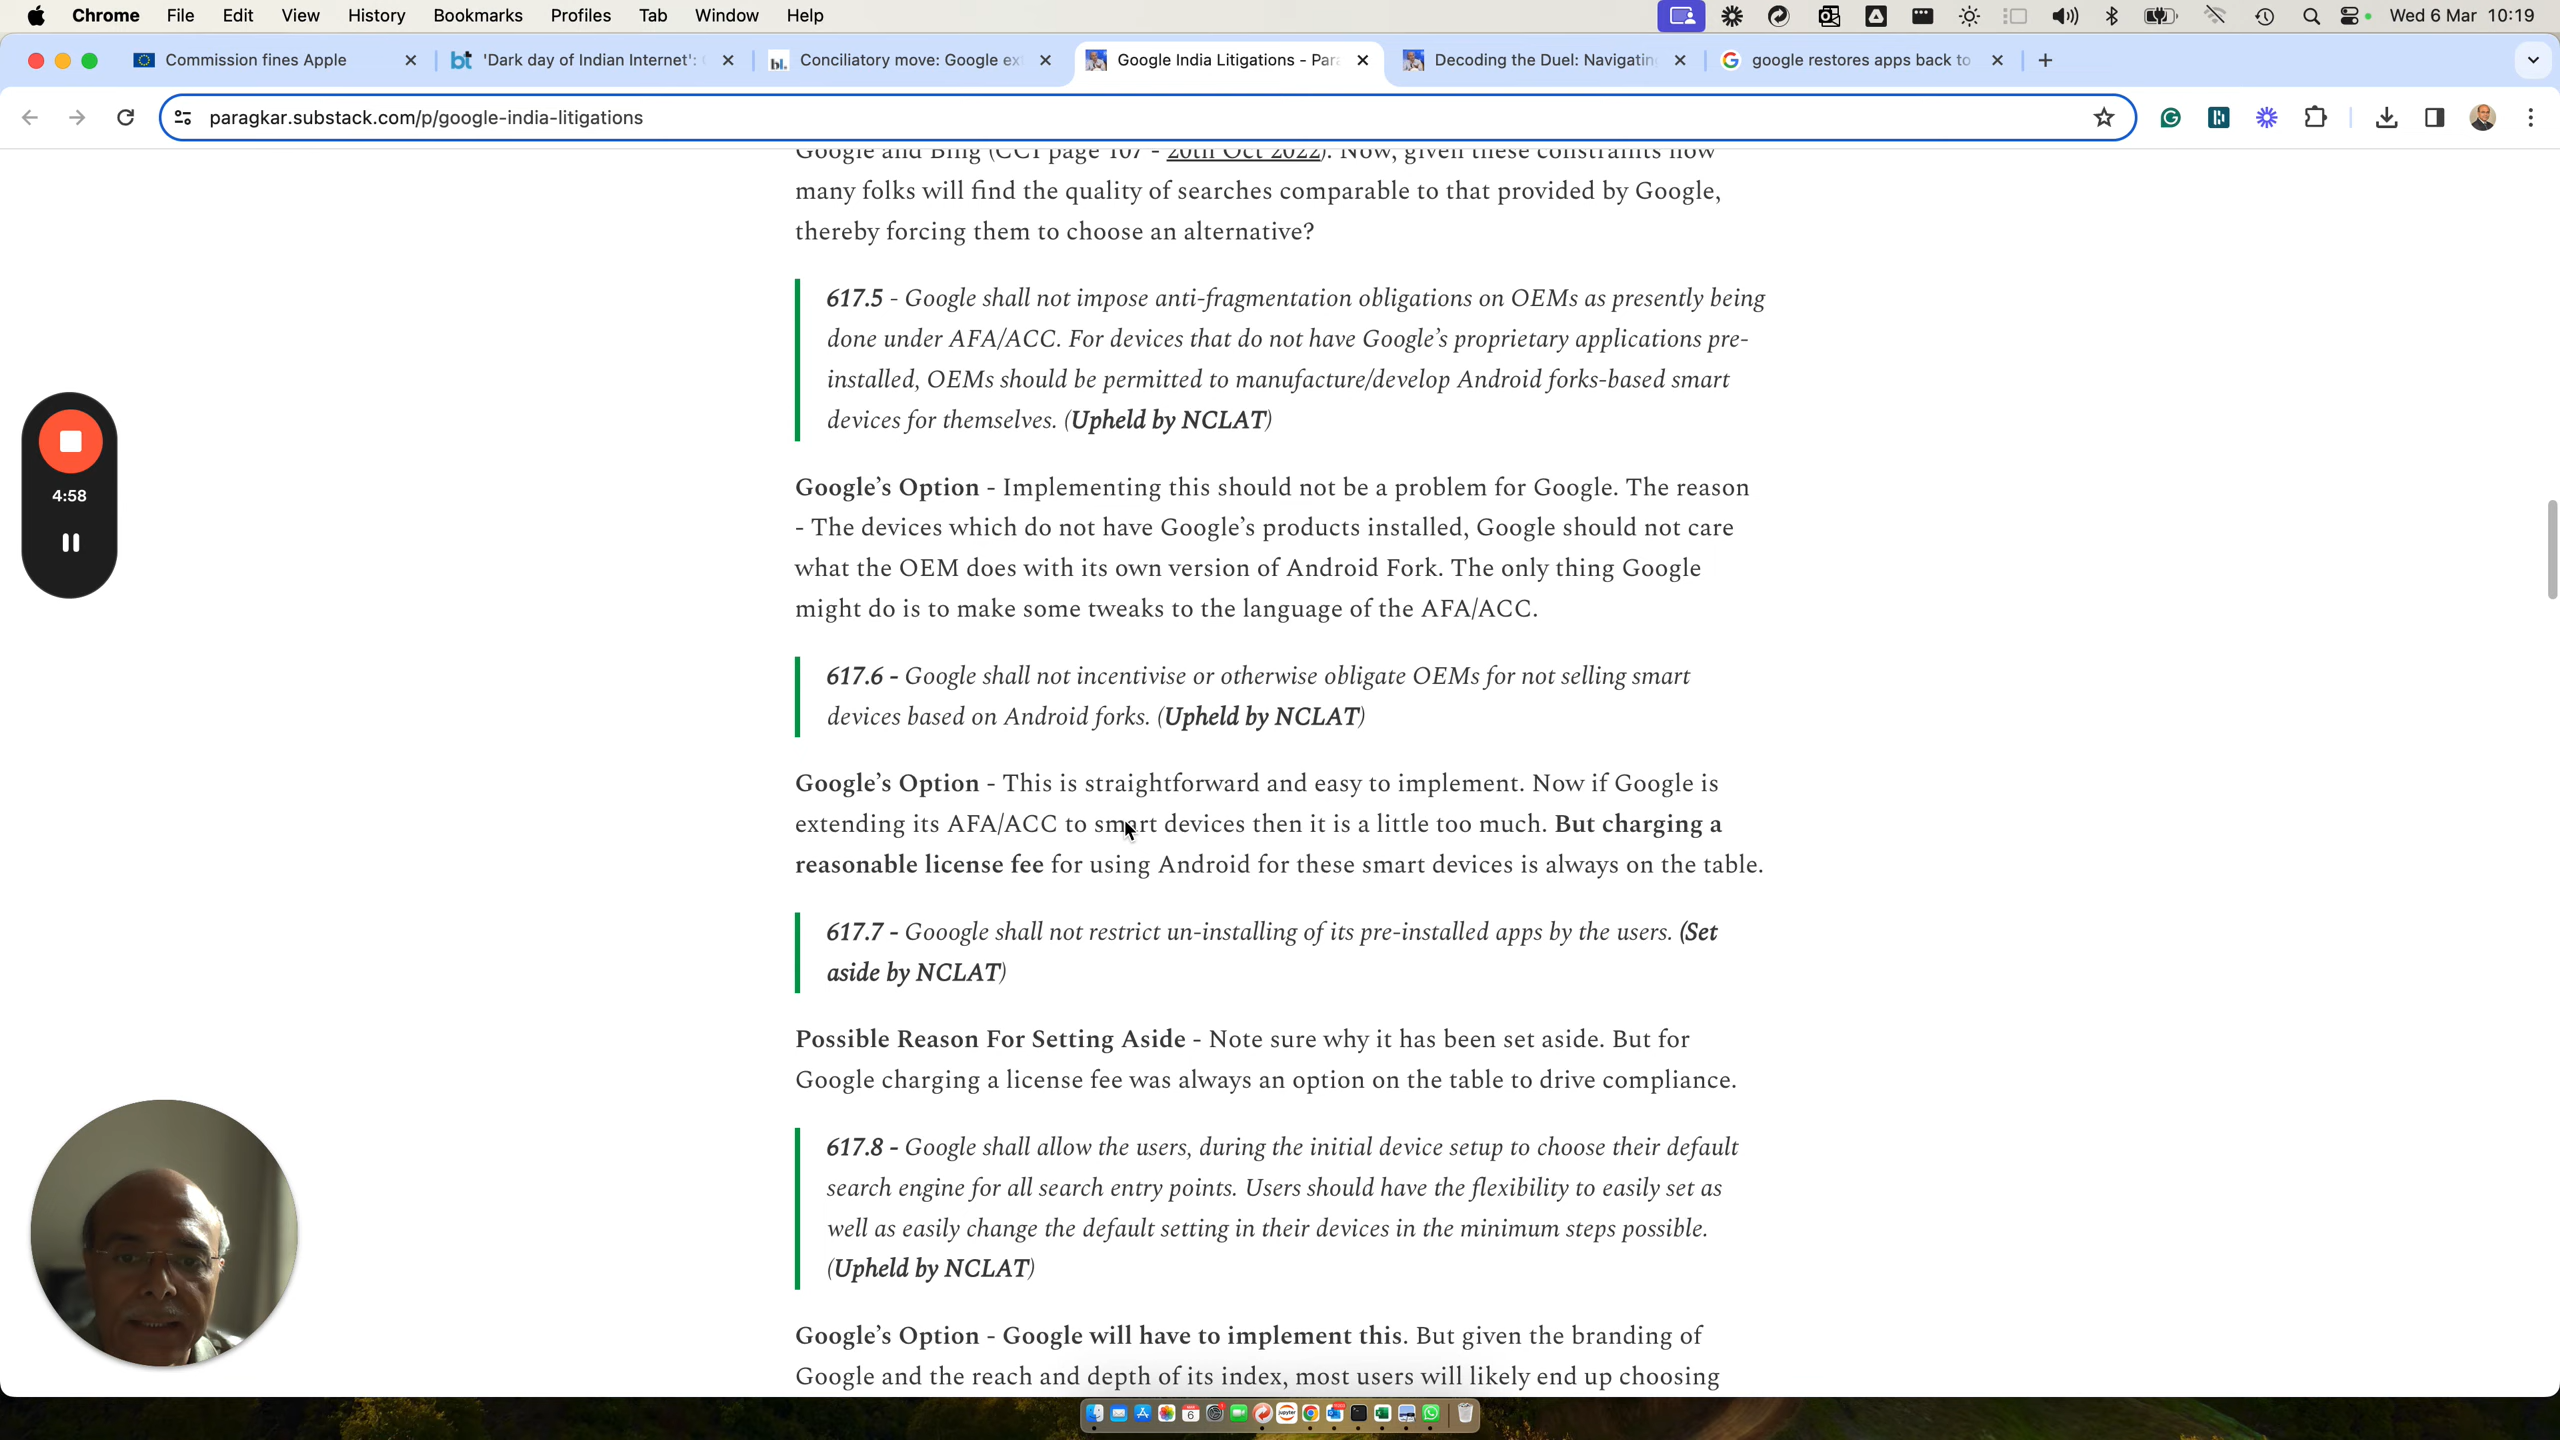 Chrome File Edit View History Bookmarks Profiles Tab Window Help Wed 6 Mar 10:19
Commission fines Apple 'Dark day of Indian Internet': Conciliatory move: Google ex Google India Litigations - Par Decoding the Duel: Navigatin google restores apps back to
paragkar.substack.com/p/google-india-litigations
Google and Bing (CCI page 107 - 20th Oct 2022). Now, given these constraints how
many folks will find the quality of searches comparable to that provided by Google,
thereby forcing them to choose an alternative?
617.5 - Google shall not impose anti-fragmentation obligations on OEMs as presently being
done under AFA/ACC. For devices that do not have Google’s proprietary applications pre-
installed, OEMs should be permitted to manufacture/develop Android forks-based smart
devices for themselves. (Upheld by NCLAT)
Google’s Option - Implementing this should not be a problem for Google. The reason
- The devices which do not have Google’s products installed, Google should not care
what the OEM does with its own version of Android Fork. The only thing Google
might do is to make some tweaks to the language of the AFA/ACC.
617.6 - Google shall not incentivise or otherwise obligate OEMs for not selling smart
devices based on Android forks. (Upheld by NCLAT)
Google’s Option - This is straightforward and easy to implement. Now if Google is
extending its AFA/ACC to smart devices then it is a little too much. But charging a
reasonable license fee for using Android for these smart devices is always on the table.
617.7 - Gooogle shall not restrict un-installing of its pre-installed apps by the users. (Set
aside by NCLAT)
Possible Reason For Setting Aside - Note sure why it has been set aside. But for
Google charging a license fee was always an option on the table to drive compliance.
617.8 - Google shall allow the users, during the initial device setup to choose their default
search engine for all search entry points. Users should have the flexibility to easily set as
well as easily change the default setting in their devices in the minimum steps possible.
(Upheld by NCLAT)
Google’s Option - Google will have to implement this. But given the branding of
Google and the reach and depth of its index, most users will likely end up choosing
4:58